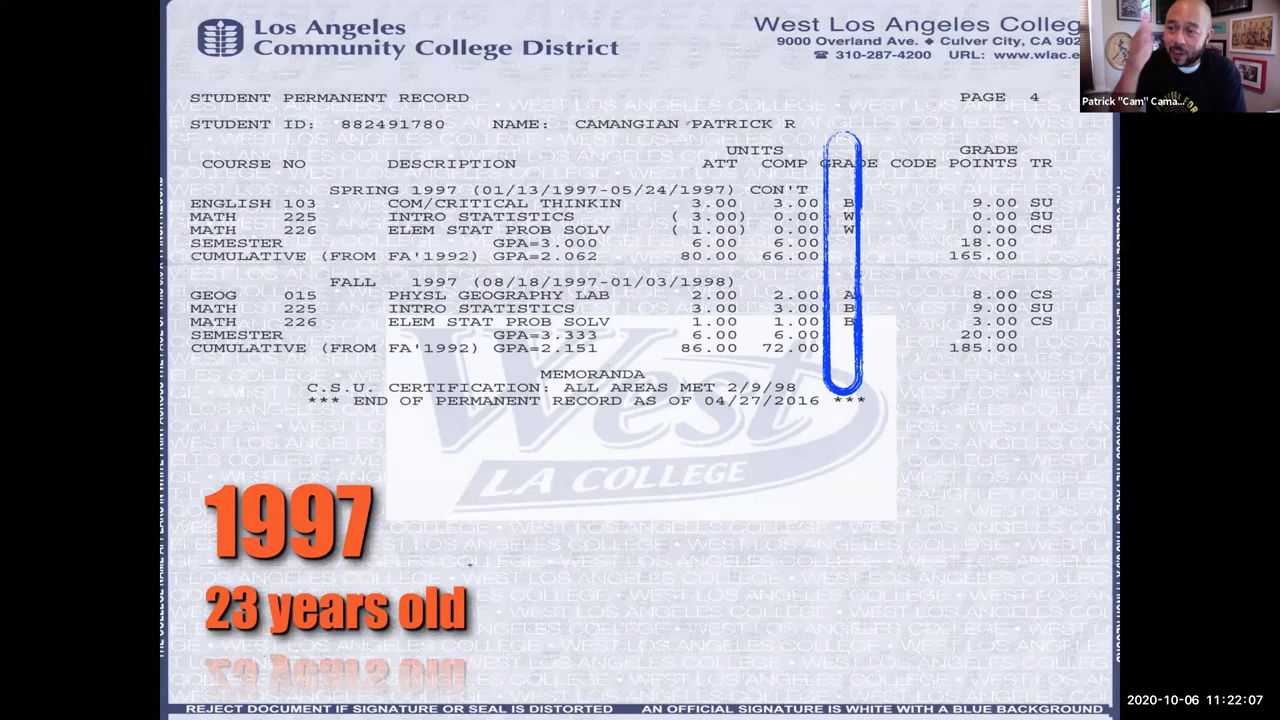 Los Angeles
Community College District
West Los Angeles Colleg
9000 Overland Ave. ◆ Culver City, CA 902
☎ 310-287-4200 URL: www.wlac.e
Patrick "Cam" Cama...
STUDENT PERMANENT RECORD PAGE 4
STUDENT ID: 882491780 NAME: CAMANGIAN PATRICK R
UNITS GRADE
COURSE NO DESCRIPTION ATT COMP GRADE CODE POINTS TR
SPRING 1997 (01/13/1997-05/24/1997) CON'T
ENGLISH 103 COM/CRITICAL THINKIN 3.00 3.00 B 9.00 SU
MATH 225 INTRO STATISTICS ( 3.00) 0.00 W 0.00 SU
MATH 226 ELEM STAT PROB SOLV ( 1.00) 0.00 W 0.00 CS
SEMESTER GPA=3.000 6.00 6.00 18.00
CUMULATIVE (FROM FA'1992) GPA=2.062 80.00 66.00 165.00
FALL 1997 (08/18/1997-01/03/1998)
GEOG 015 PHYSL GEOGRAPHY LAB 2.00 2.00 A 8.00 CS
MATH 225 INTRO STATISTICS 3.00 3.00 B 9.00 SU
MATH 226 ELEM STAT PROB SOLV 1.00 1.00 B 3.00 CS
SEMESTER GPA=3.333 6.00 6.00 20.00
CUMULATIVE (FROM FA'1992) GPA=2.151 86.00 72.00 185.00
MEMORANDA
C.S.U. CERTIFICATION: ALL AREAS MET 2/9/98
*** END OF PERMANENT RECORD AS OF 04/27/2016 ***
West
LA COLLEGE
1997
23 years old
REJECT DOCUMENT IF SIGNATURE OR SEAL IS DISTORTED AN OFFICIAL SIGNATURE IS WHITE WITH A BLUE BACKGROUND
2020-10-06 11:22:07